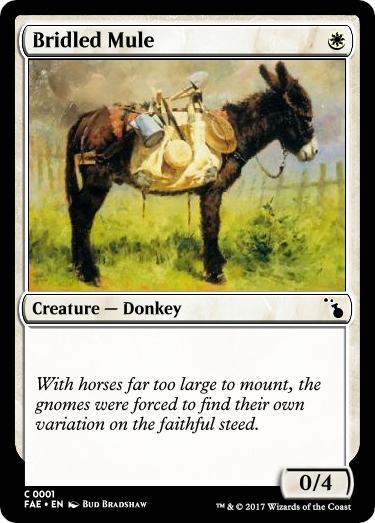 Bridled Mule
Creature — Donkey
With horses far too large to mount, the
gnomes were forced to find their own
variation on the faithful steed.
0/4
C 0001
FAE • EN Bud Bradshaw
™ & © 2017 Wizards of the Coast